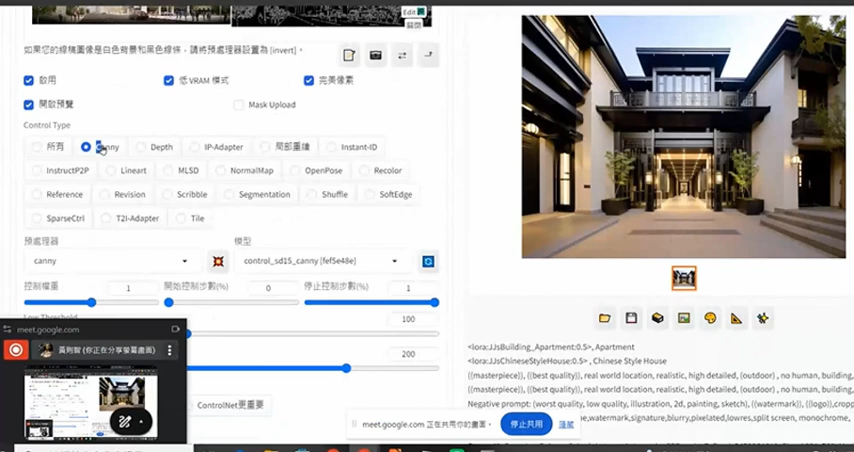 Edit
關閉
如果您的線稿圖像是白色背景和黑色線條，請將預處理器設置為 [invert]。
啟用 低 VRAM 模式 完美像素
開啟預覽 Mask Upload
Control Type
所有 Canny Depth IP-Adapter 局部重繪 Instant-ID
InstructP2P Lineart MLSD NormalMap OpenPose Recolor
Reference Revision Scribble Segmentation Shuffle SoftEdge
SparseCtrl T2I-Adapter Tile
預處理器 模型
canny control_sd15_canny [fef5e48e]
控制權重 1 開始控制步數(%) 0 停止控制步數(%) 1
Low Threshold 100
200
meet.google.com
黃則智 (你正在分享螢幕畫面)
ControlNet更重要
meet.google.com 正在共用你的畫面。 停止共用 隱藏
<lora:JJsBuilding_Apartment:0.5>, Apartment
<lora:JJsChineseStyleHouse:0.5> , Chinese Style House
((masterpiece)), ((best quality)), real world location, realistic, high detailed, (outdoor) , no human, building,
((masterpiece)), ((best quality)), real world location, realistic, high detailed, (outdoor) , no human, building,
Negative prompt: (worst quality, low quality, illustration, 2d, painting, sketch), ((watermark)), ((logo)),cropp
me,watermark,signature,blurry,pixelated,lowres,split screen, monochrome,